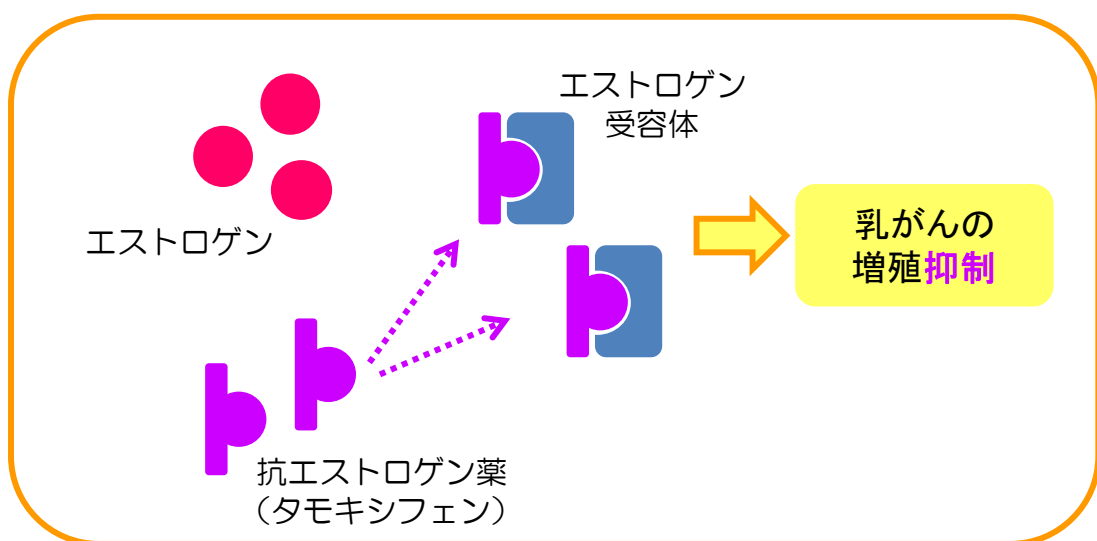 エストロゲン
受容体
エストロゲン
乳がんの
増殖抑制
抗エストロゲン薬
（タモキシフェン）